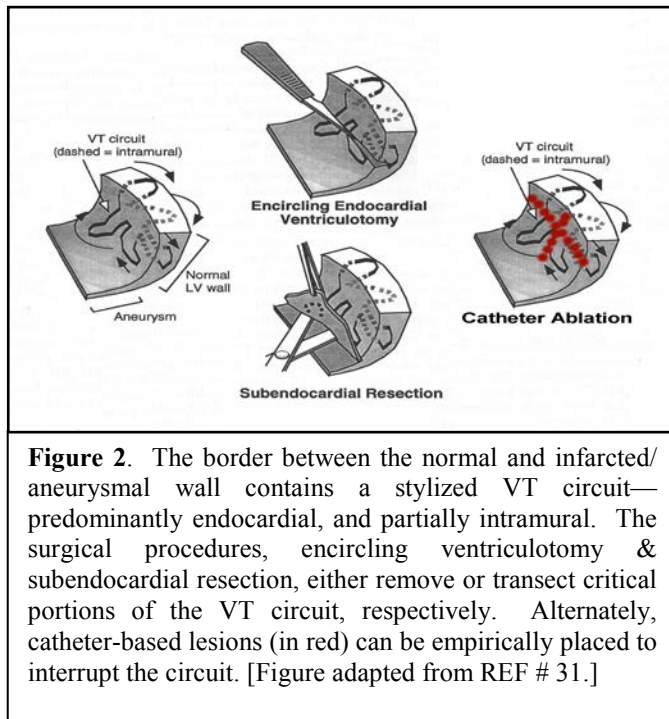 VT circuit
(dashed = intramural)
Normal
LV wall
Aneurysm
Encircling Endocardial
Ventriculotomy
Subendocardial Resection
VT circuit
(dashed = intramural)
Catheter Ablation
Figure 2. The border between the normal and infarcted/
aneurysmal wall contains a stylized VT circuit—
predominantly endocardial, and partially intramural. The
surgical procedures, encircling ventriculotomy &
subendocardial resection, either remove or transect critical
portions of the VT circuit, respectively. Alternately,
catheter-based lesions (in red) can be empirically placed to
interrupt the circuit. [Figure adapted from REF # 31.]